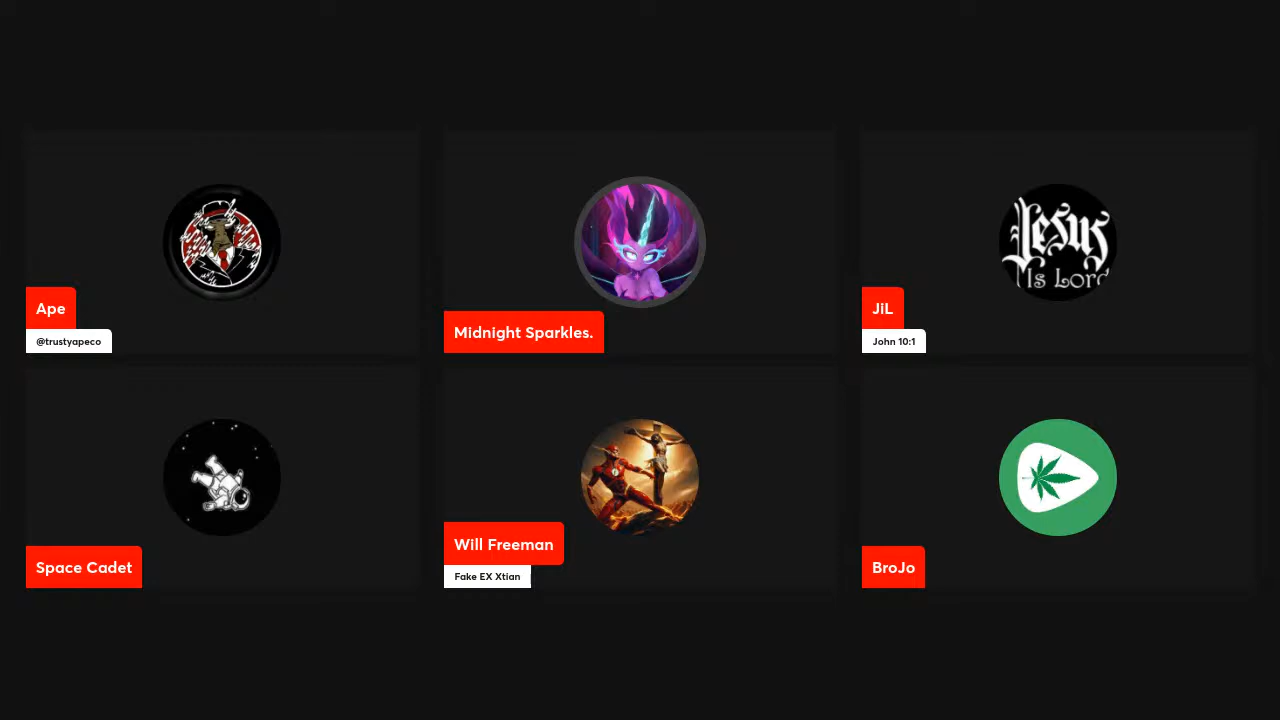 Ape
@trustyapeco
Midnight Sparkles.
Jesus
Is Lord
JiL
John 10:1
Space Cadet
Will Freeman
Fake EX Xtian
BroJo